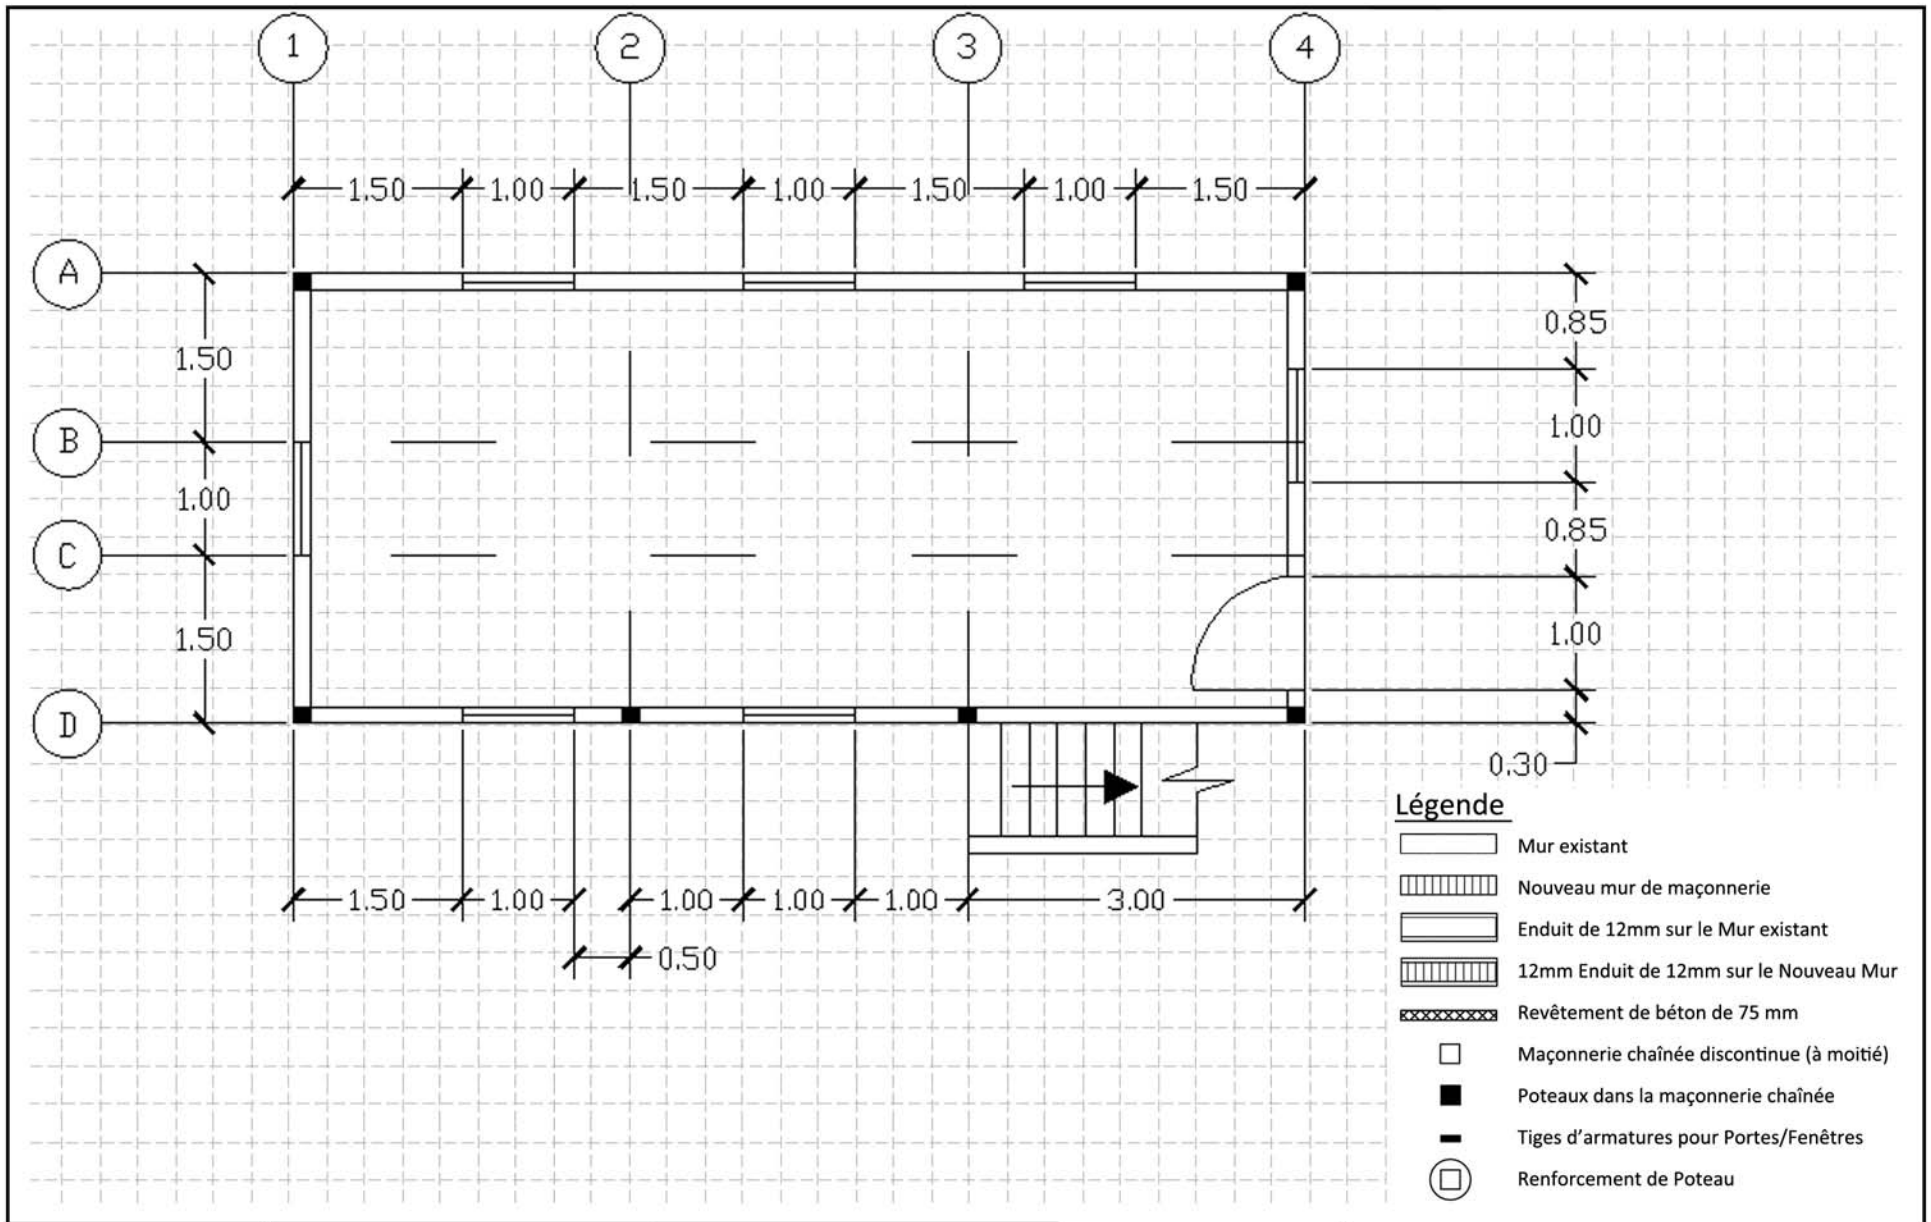 1 2 3 4
1.50 1.00 1.50 1.00 1.50 1.00 1.50
A
B
C
D
1.50
1.00
1.50
0.85
1.00
0.85
1.00
0.30
1.50 1.00 1.00 1.00 1.00 3.00
0.50
Légende
Mur existant
Nouveau mur de maçonnerie
Enduit de 12mm sur le Mur existant
12mm Enduit de 12mm sur le Nouveau Mur
Revêtement de béton de 75 mm
Maçonnerie chaînée discontinue (à moitié)
Poteaux dans la maçonnerie chaînée
Tiges d'armatures pour Portes/Fenêtres
Renforcement de Poteau